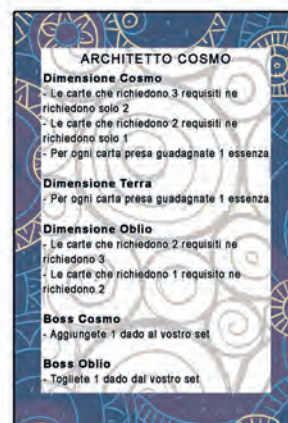 ARCHITETTO COSMO
Dimensione Cosmo
- Le carte che richiedono 3 requisiti ne
richiedono solo 2
- Le carte che richiedono 2 requisiti ne
richiedono solo 1
- Per ogni carta presa guadagnate 1 essenza
Dimensione Terra
- Per ogni carta presa guadagnate 1 essenza
Dimensione Oblio
- Le carte che richiedono 2 requisiti ne
richiedono 3
- Le carte che richiedono 1 requisito ne
richiedono 2
Boss Cosmo
- Aggiungete 1 dado al vostro set
Boss Oblio
- Togliete 1 dado dal vostro set